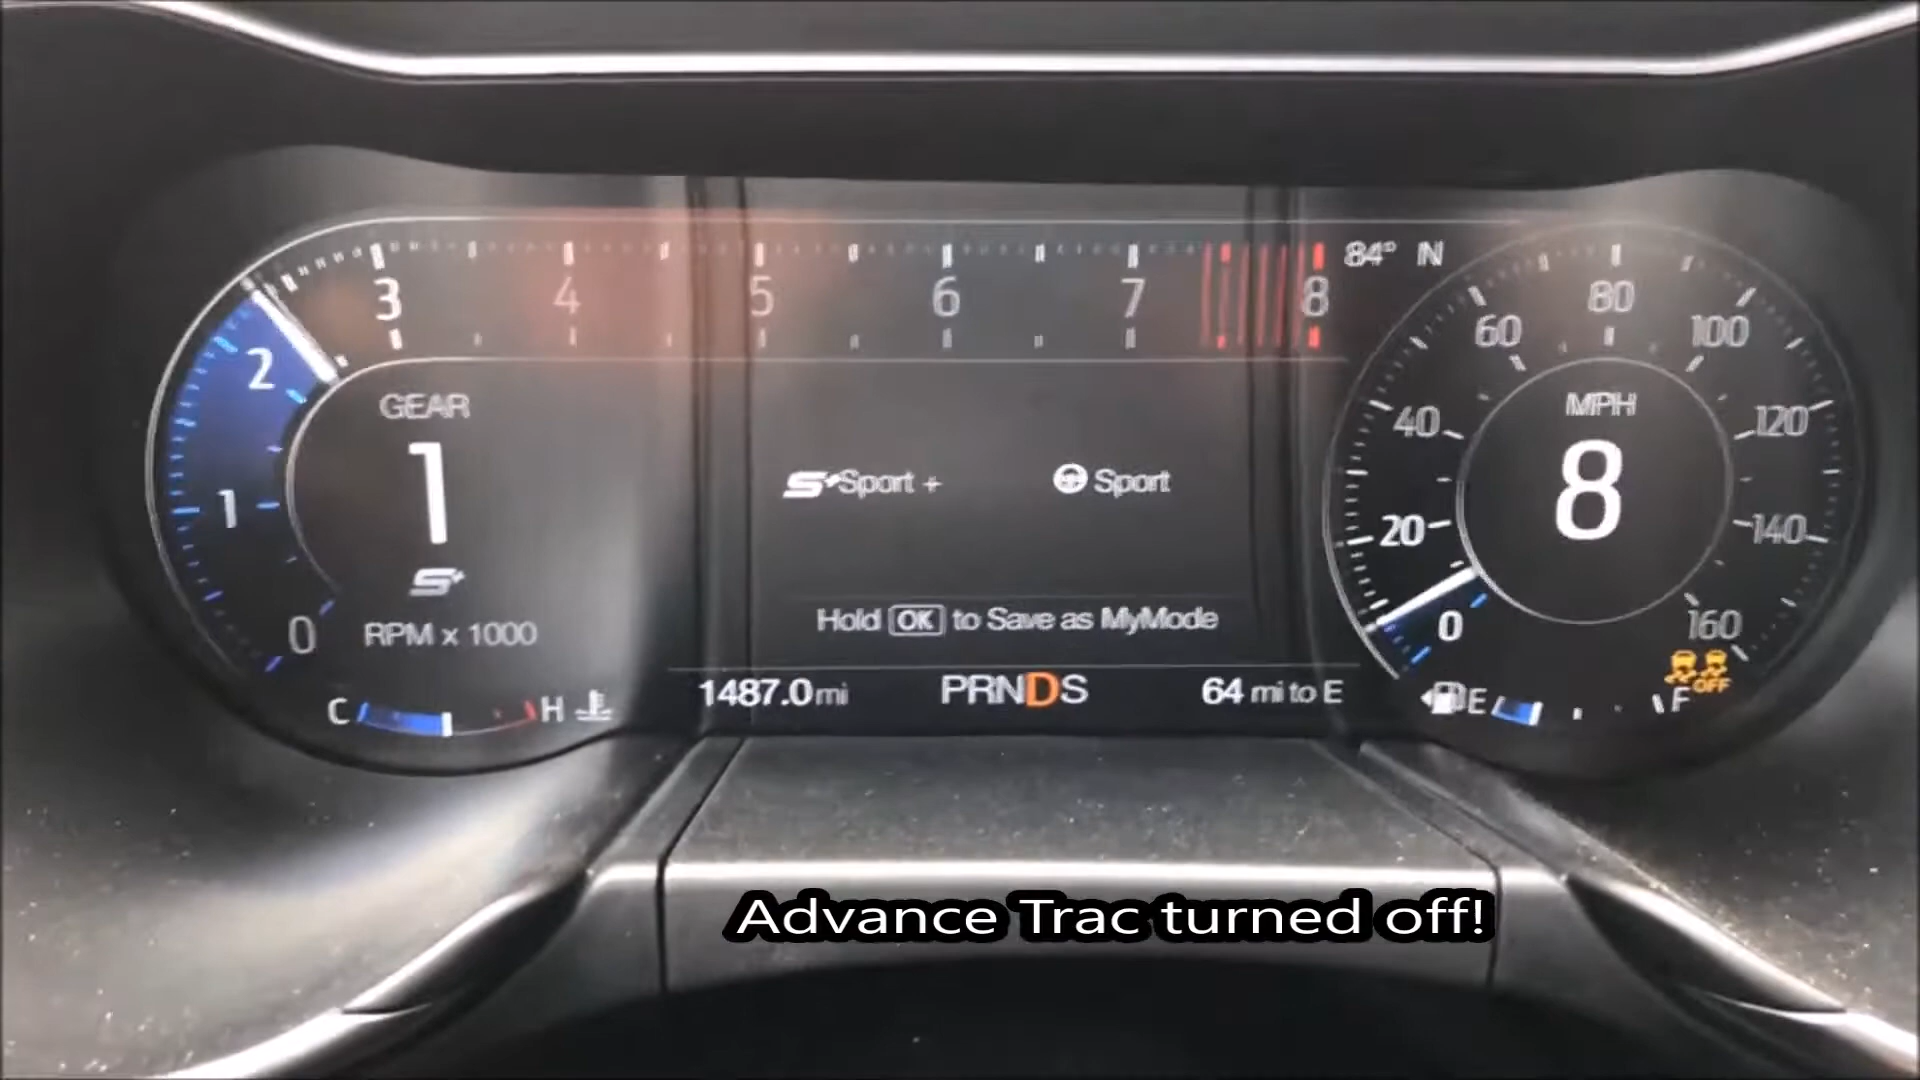 3 4 5 6 7 8 84° N
2
1
0
GEAR
1
S+
RPM x 1000
C H
S+ Sport + Sport
Hold OK to Save as MyMode
1487.0 mi PRNDS 64 mi to E
80
60 100
MPH
40 120
8
20 140
0 160
OFF
E F
Advance Trac turned off!